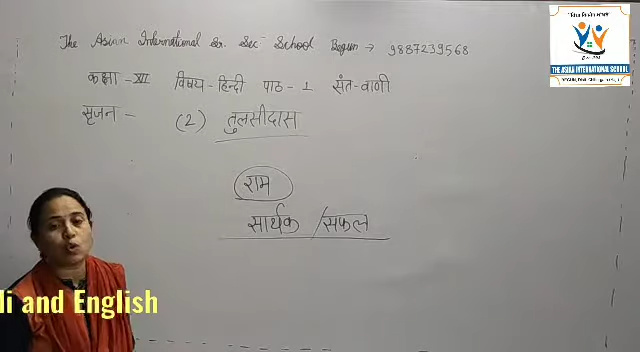 The Asian International Sr. Sec School Begun → 9887239568
कक्षा - XII विषय - हिन्दी पाठ - 1 संत-वाणी
सृजन - (2) तुलसीदास
राम
सार्थक / सफल
THE ASIAN INTERNATIONAL SCHOOL
i and English